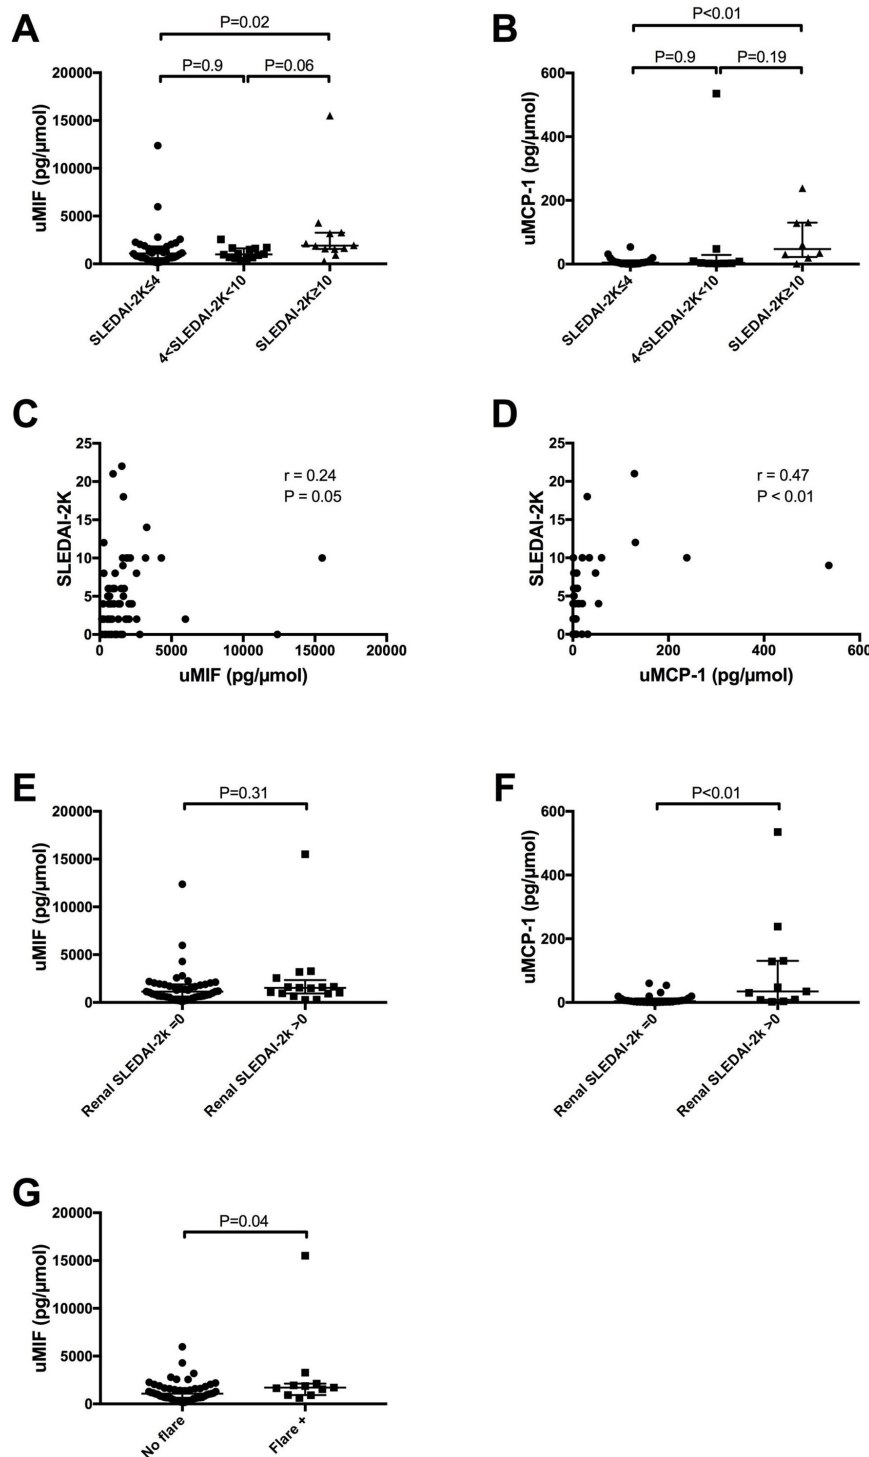 A
P=0.02
P=0.9 P=0.06
uMIF (pg/µmol)
20000
15000
10000
5000
0
SLEDAI-2K≤4
4<SLEDAI-2K<10
SLEDAI-2K≥10
B
P<0.01
P=0.9 P=0.19
uMCP-1 (pg/µmol)
600
400
200
0
SLEDAI-2K≤4
4<SLEDAI-2K<10
SLEDAI-2K≥10
C
SLEDAI-2K
25
20
15
10
5
0
r = 0.24
P = 0.05
0 5000 10000 15000 20000
uMIF (pg/µmol)
D
SLEDAI-2K
25
20
15
10
5
0
r = 0.47
P < 0.01
0 200 400 600
uMCP-1 (pg/µmol)
E
P=0.31
uMIF (pg/µmol)
20000
15000
10000
5000
0
Renal SLEDAI-2k =0
Renal SLEDAI-2k >0
F
P<0.01
uMCP-1 (pg/µmol)
600
400
200
0
Renal SLEDAI-2k =0
Renal SLEDAI-2k >0
G
P=0.04
uMIF (pg/µmol)
20000
15000
10000
5000
0
No flare
Flare +